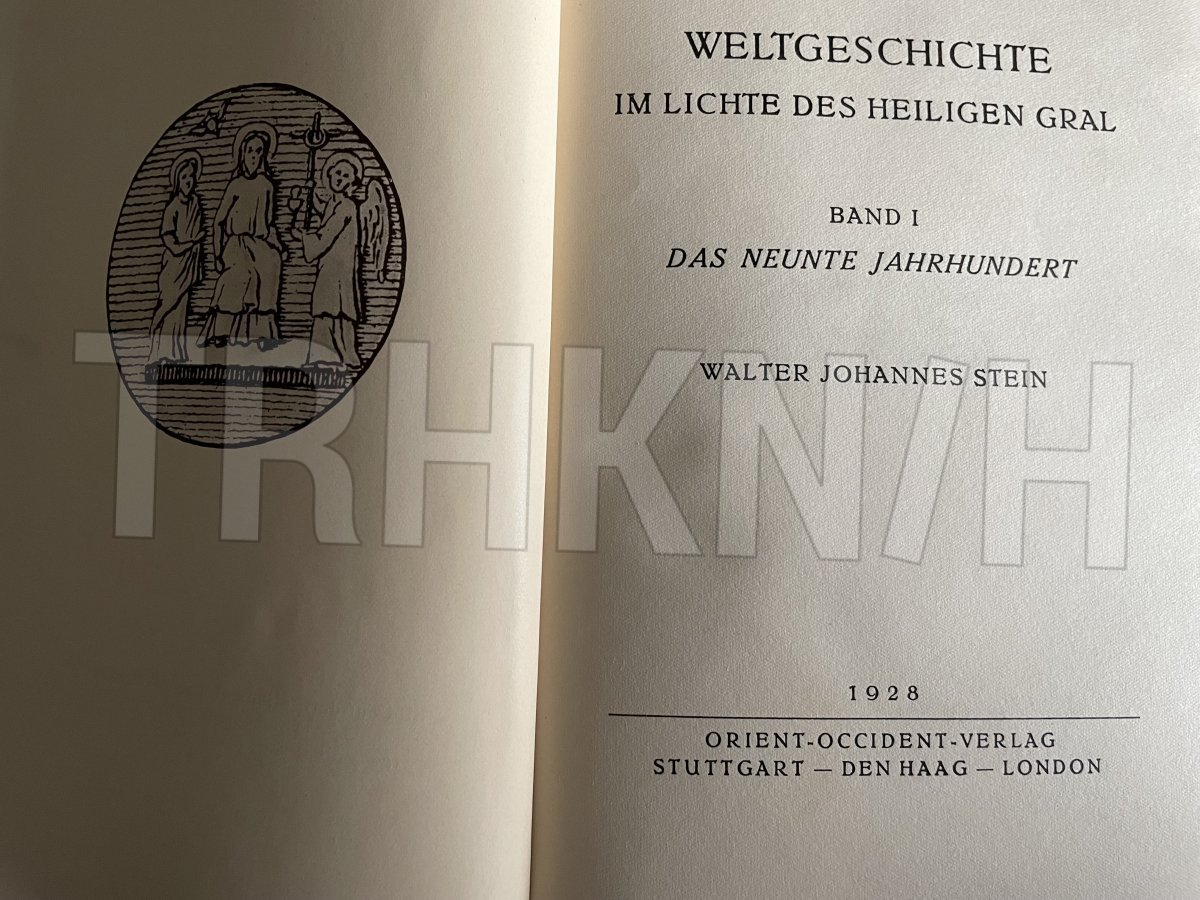 WELTGESCHICHTE
IM LICHTE DES HEILIGEN GRAL
BAND I
DAS NEUNTE JAHRHUNDERT
WALTER JOHANNES STEIN
TRHKN/H
1928
ORIENT-OCCIDENT-VERLAG
STUTTGART — DEN HAAG — LONDON